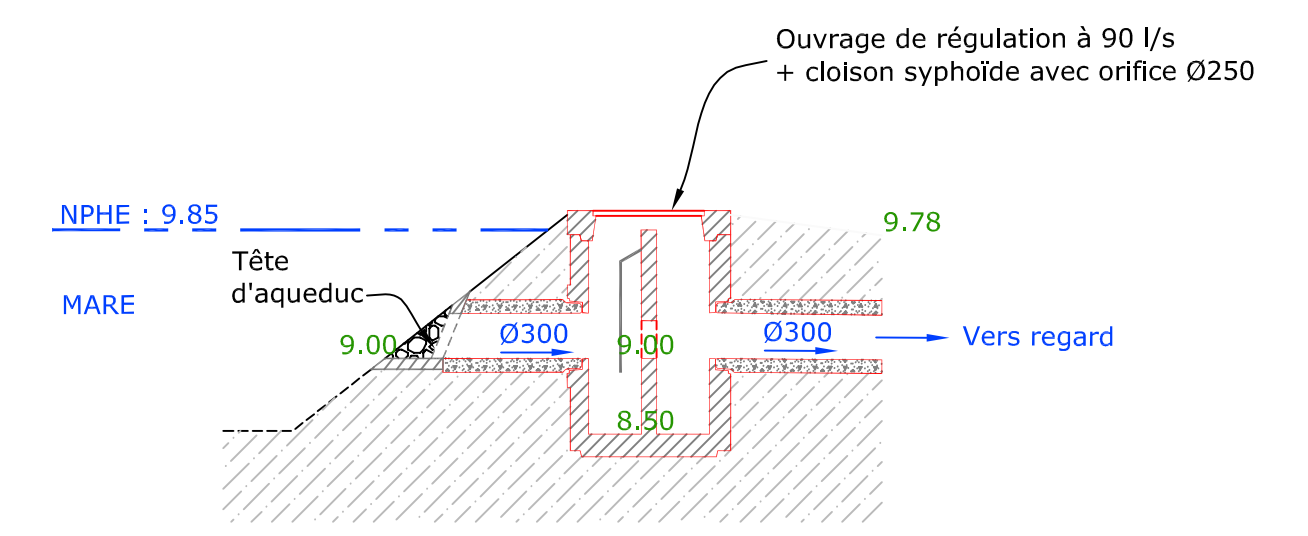 Ouvrage de régulation à 90 l/s
+ cloison syphoïde avec orifice Ø250
NPHE : 9.85
9.78
Tête
d'aqueduc
MARE
9.00
Ø300
9.00
Ø300
Vers regard
8.50